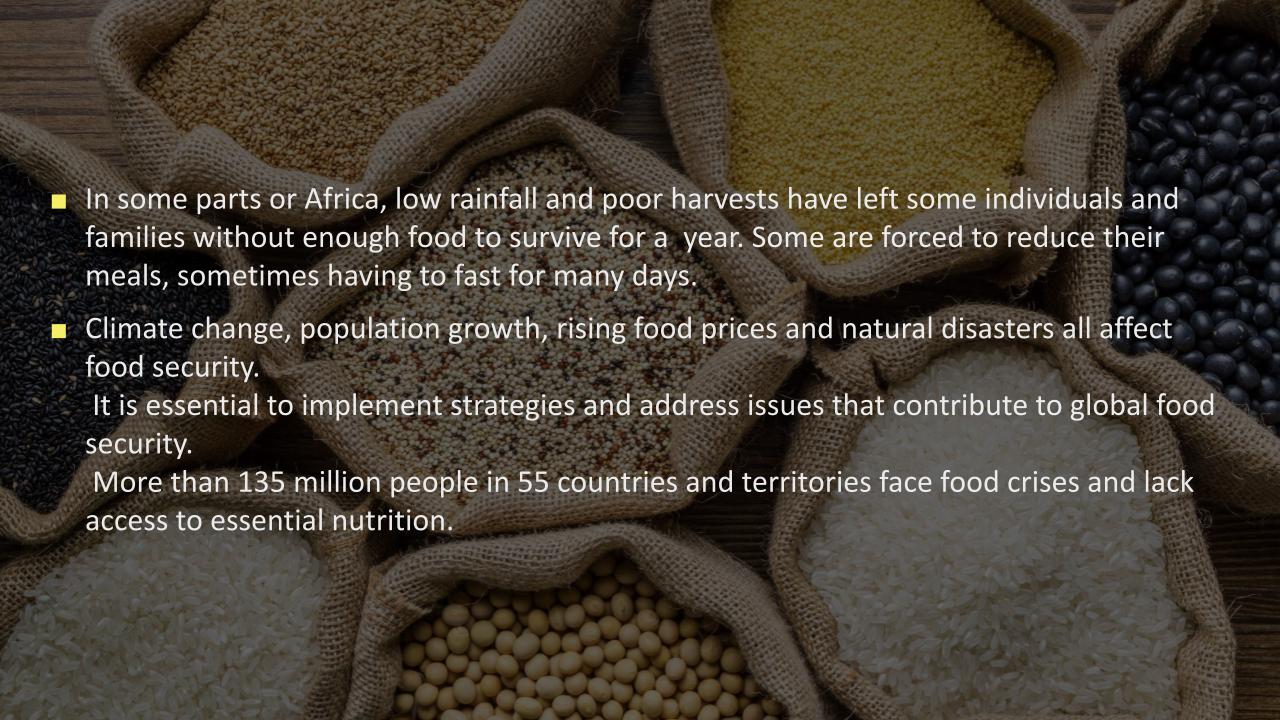 ▪ In some parts or Africa, low rainfall and poor harvests have left some individuals and
families without enough food to survive for a  year. Some are forced to reduce their
meals, sometimes having to fast for many days.
▪ Climate change, population growth, rising food prices and natural disasters all affect
food security.
It is essential to implement strategies and address issues that contribute to global food
security.
More than 135 million people in 55 countries and territories face food crises and lack
access to essential nutrition.